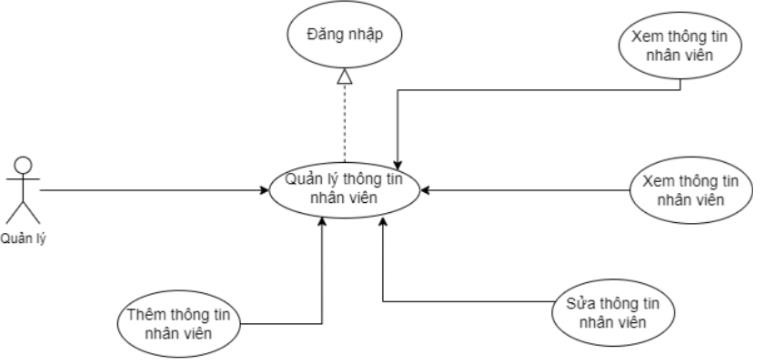 Đăng nhập
Xem thông tin
nhân viên
Quản lý thông tin
nhân viên
Xem thông tin
nhân viên
Quản lý
Thêm thông tin
nhân viên
Sửa thông tin
nhân viên